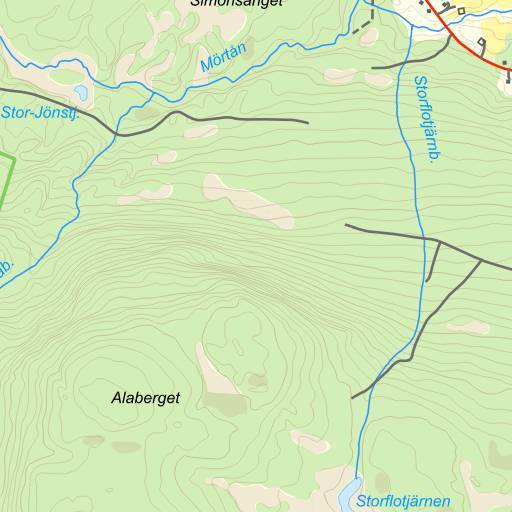 Simonsänget
Mörtån
Stor-Jönstj.
Storflotjärnb.
Alaberget
Storflotjärnen